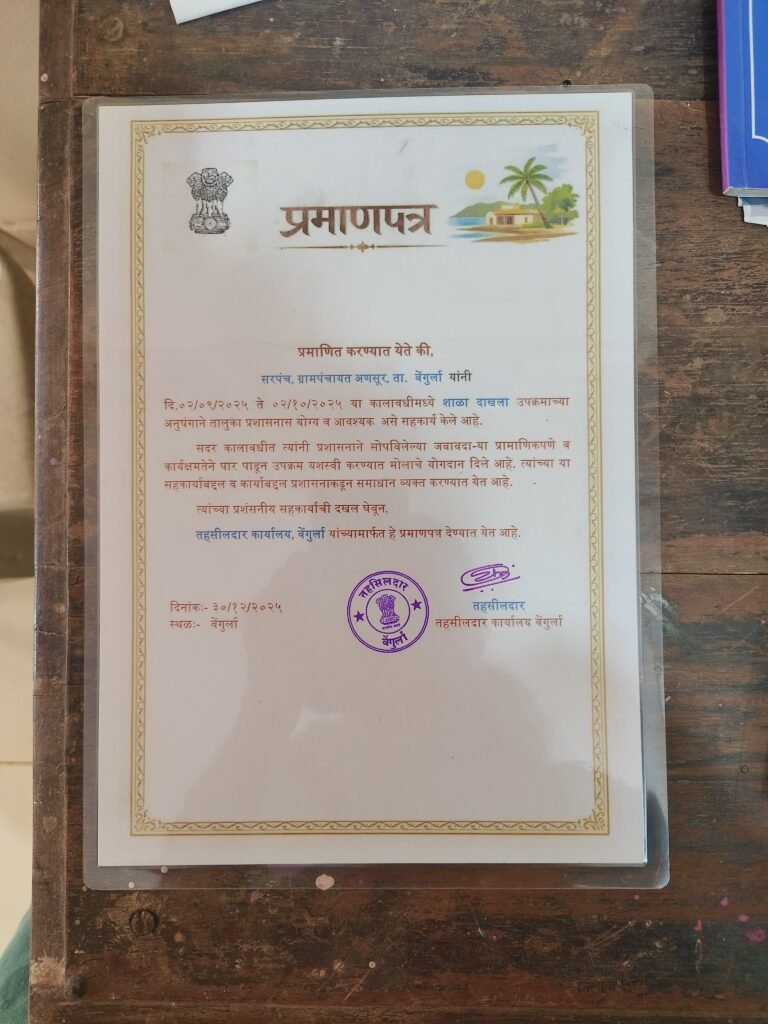 प्रमाणपत्र
प्रमाणित करण्यात येते की,
सरपंच, ग्रामपंचायत अणसूर, ता. वेंगुर्ला यांनी
दि.०२/०९/२०२५ ते ०२/१०/२०२५ या कालावधीमध्ये शाळा दाखला उपक्रमाच्या
अनुषंगाने तालुका प्रशासनास योग्य व आवश्यक असे सहकार्य केले आहे.
सदर कालावधीत त्यांनी प्रशासनाने सोपविलेल्या जबाबदा-या प्रामाणिकपणे व
कार्यक्षमतेने पार पाडून उपक्रम यशस्वी करण्यात मोलाचे योगदान दिले आहे. त्यांच्या या
सहकार्याबद्दल व कार्याबद्दल प्रशासनाकडून समाधान व्यक्त करण्यात येत आहे.
त्यांच्या प्रशंसनीय सहकार्याची दखल घेवून.
तहसीलदार कार्यालय, वेंगुर्ला यांच्यामार्फत हे प्रमाणपत्र देण्यात येत आहे.
दिनांकः- ३०/१२/२०२५
स्थळः- वेंगुर्ला
तहसिलदार
वेंगुर्ला
तहसीलदार
तहसीलदार कार्यालय वेंगुर्ला